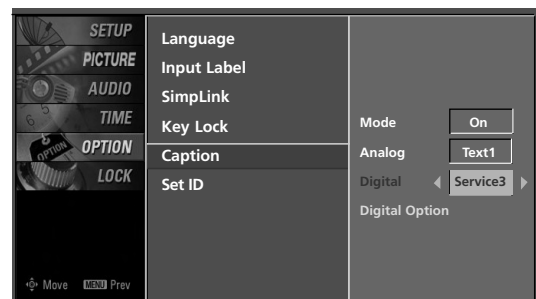 SETUP
PICTURE
AUDIO
TIME
OPTION
LOCK
Move MENU Prev
Language
Input Label
SimpLink
Key Lock
Caption
Set ID
Mode On
Analog Text1
Digital Service3
Digital Option